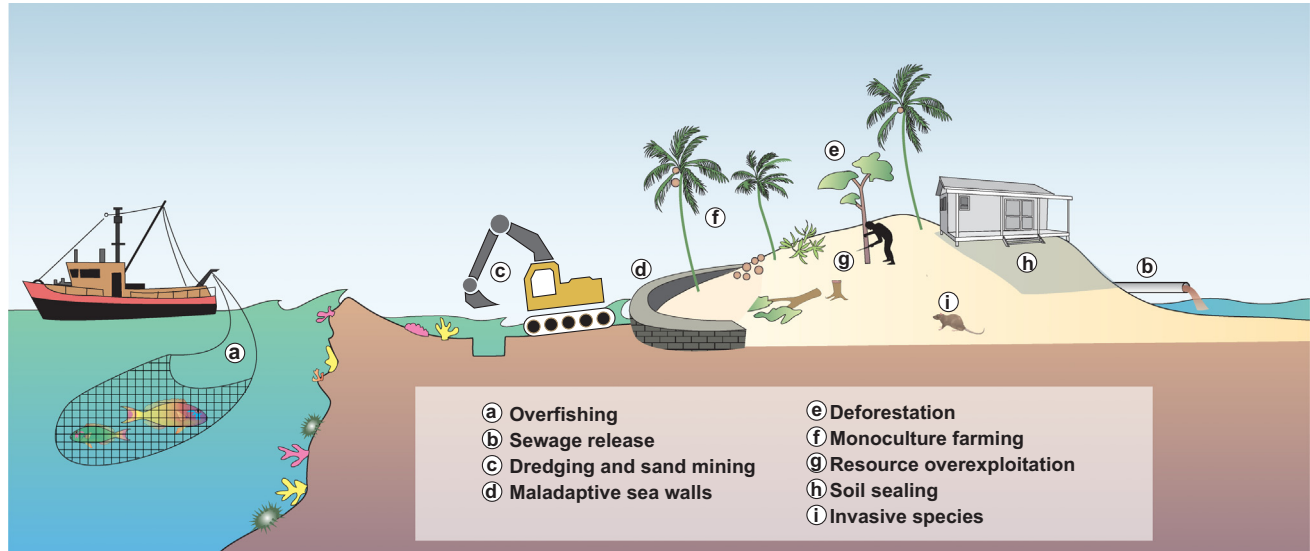 e
f
d
c
g
h
b
i
a
a Overfishing
b Sewage release
c Dredging and sand mining
d Maladaptive sea walls
e Deforestation
f Monoculture farming
g Resource overexploitation
h Soil sealing
i Invasive species